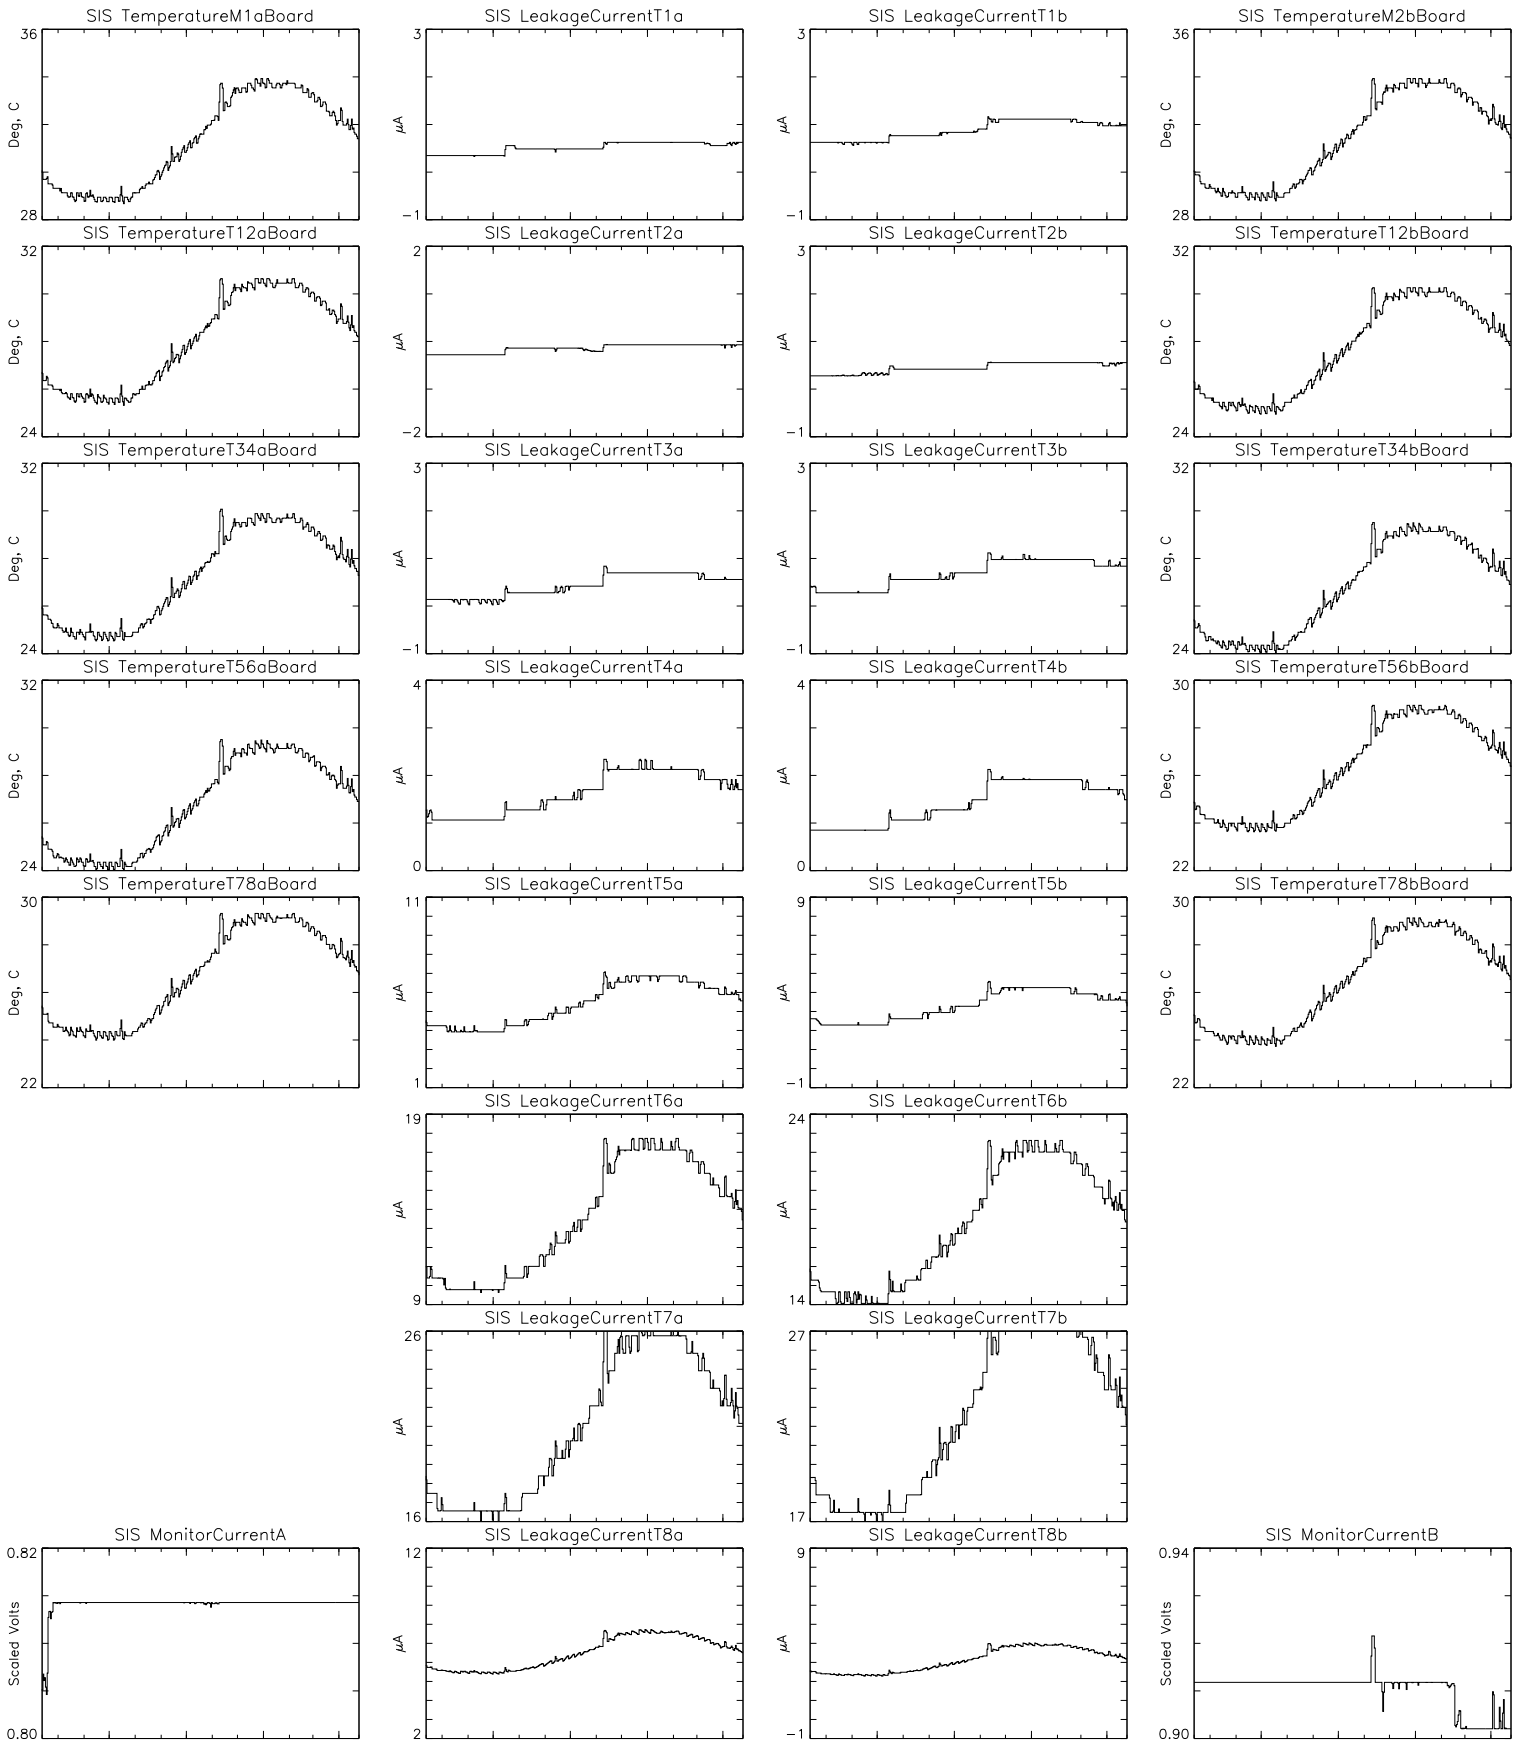 SIS TemperatureM1aBoard
SIS LeakageCurrentT1a
SIS LeakageCurrentT1b
SIS TemperatureM2bBoard
36
Deg, C
28
3
μA
-1
3
μA
-1
36
Deg, C
28
SIS TemperatureT12aBoard
SIS LeakageCurrentT2a
SIS LeakageCurrentT2b
SIS TemperatureT12bBoard
32
Deg, C
24
2
μA
-2
3
μA
-1
32
Deg, C
24
SIS TemperatureT34aBoard
SIS LeakageCurrentT3a
SIS LeakageCurrentT3b
SIS TemperatureT34bBoard
32
Deg, C
24
3
μA
-1
3
μA
-1
32
Deg, C
24
SIS TemperatureT56aBoard
SIS LeakageCurrentT4a
SIS LeakageCurrentT4b
SIS TemperatureT56bBoard
32
Deg, C
24
4
μA
0
4
μA
0
30
Deg, C
22
SIS TemperatureT78aBoard
SIS LeakageCurrentT5a
SIS LeakageCurrentT5b
SIS TemperatureT78bBoard
30
Deg, C
22
11
μA
1
9
μA
-1
30
Deg, C
22
SIS LeakageCurrentT6a
SIS LeakageCurrentT6b
19
μA
9
24
μA
14
SIS LeakageCurrentT7a
SIS LeakageCurrentT7b
26
μA
16
27
μA
17
SIS MonitorCurrentA
SIS LeakageCurrentT8a
SIS LeakageCurrentT8b
SIS MonitorCurrentB
0.82
Scaled Volts
0.80
12
μA
2
9
μA
-1
0.94
Scaled Volts
0.90